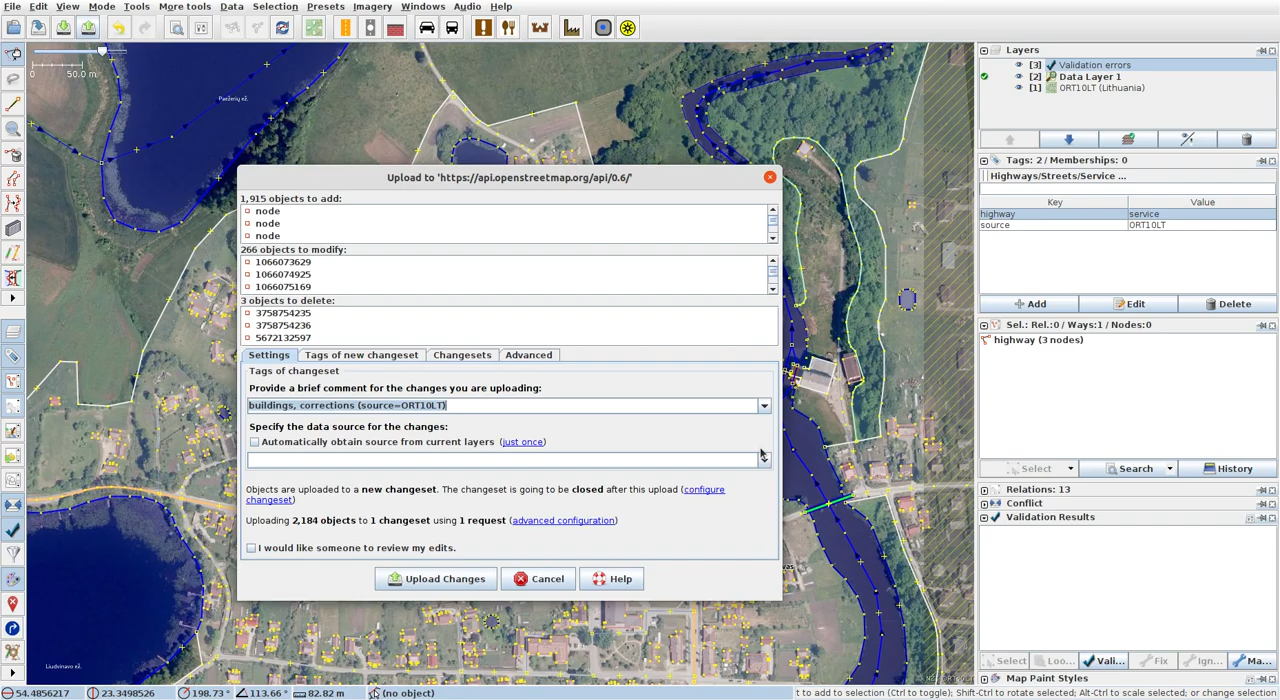 File Edit View Mode Tools More tools Data Selection Presets Imagery Windows Audio Help
0 50.0 m
Paežerių ež.
Upload to 'https://api.openstreetmap.org/api/0.6/'
1,915 objects to add:
node
node
node
266 objects to modify:
1066073629
1066074925
1066075169
3 objects to delete:
3758754235
3758754236
5672132597
Settings Tags of new changeset Changesets Advanced
Tags of changeset
Provide a brief comment for the changes you are uploading:
buildings, corrections (source=ORT10LT)
Specify the data source for the changes:
Automatically obtain source from current layers (just once)
Objects are uploaded to a new changeset. The changeset is going to be closed after this upload (configure
changeset)
Uploading 2,184 objects to 1 changeset using 1 request (advanced configuration)
I would like someone to review my edits.
Upload Changes Cancel Help
Liudvinavo ež.
Layers
[3] Validation errors
[2] Data Layer 1
[1] ORT10LT (Lithuania)
Tags: 2 / Memberships: 0
Highways/Streets/Service ...
Key Value
highway service
source ORT10LT
Add Edit Delete
Sel.: Rel.:0 / Ways:1 / Nodes:0
highway (3 nodes)
Select Search History
Relations: 13
Conflict
Validation Results
Select Loo... Vali... Fix Ign... Ma...
Map Paint Styles
54.4856217 23.3498526 198.73° 113.66° 82.82 m (no object) t to add to selection (Ctrl to toggle); Shift-Ctrl to rotate selected; Alt-Ctrl to scale selected; or change selection